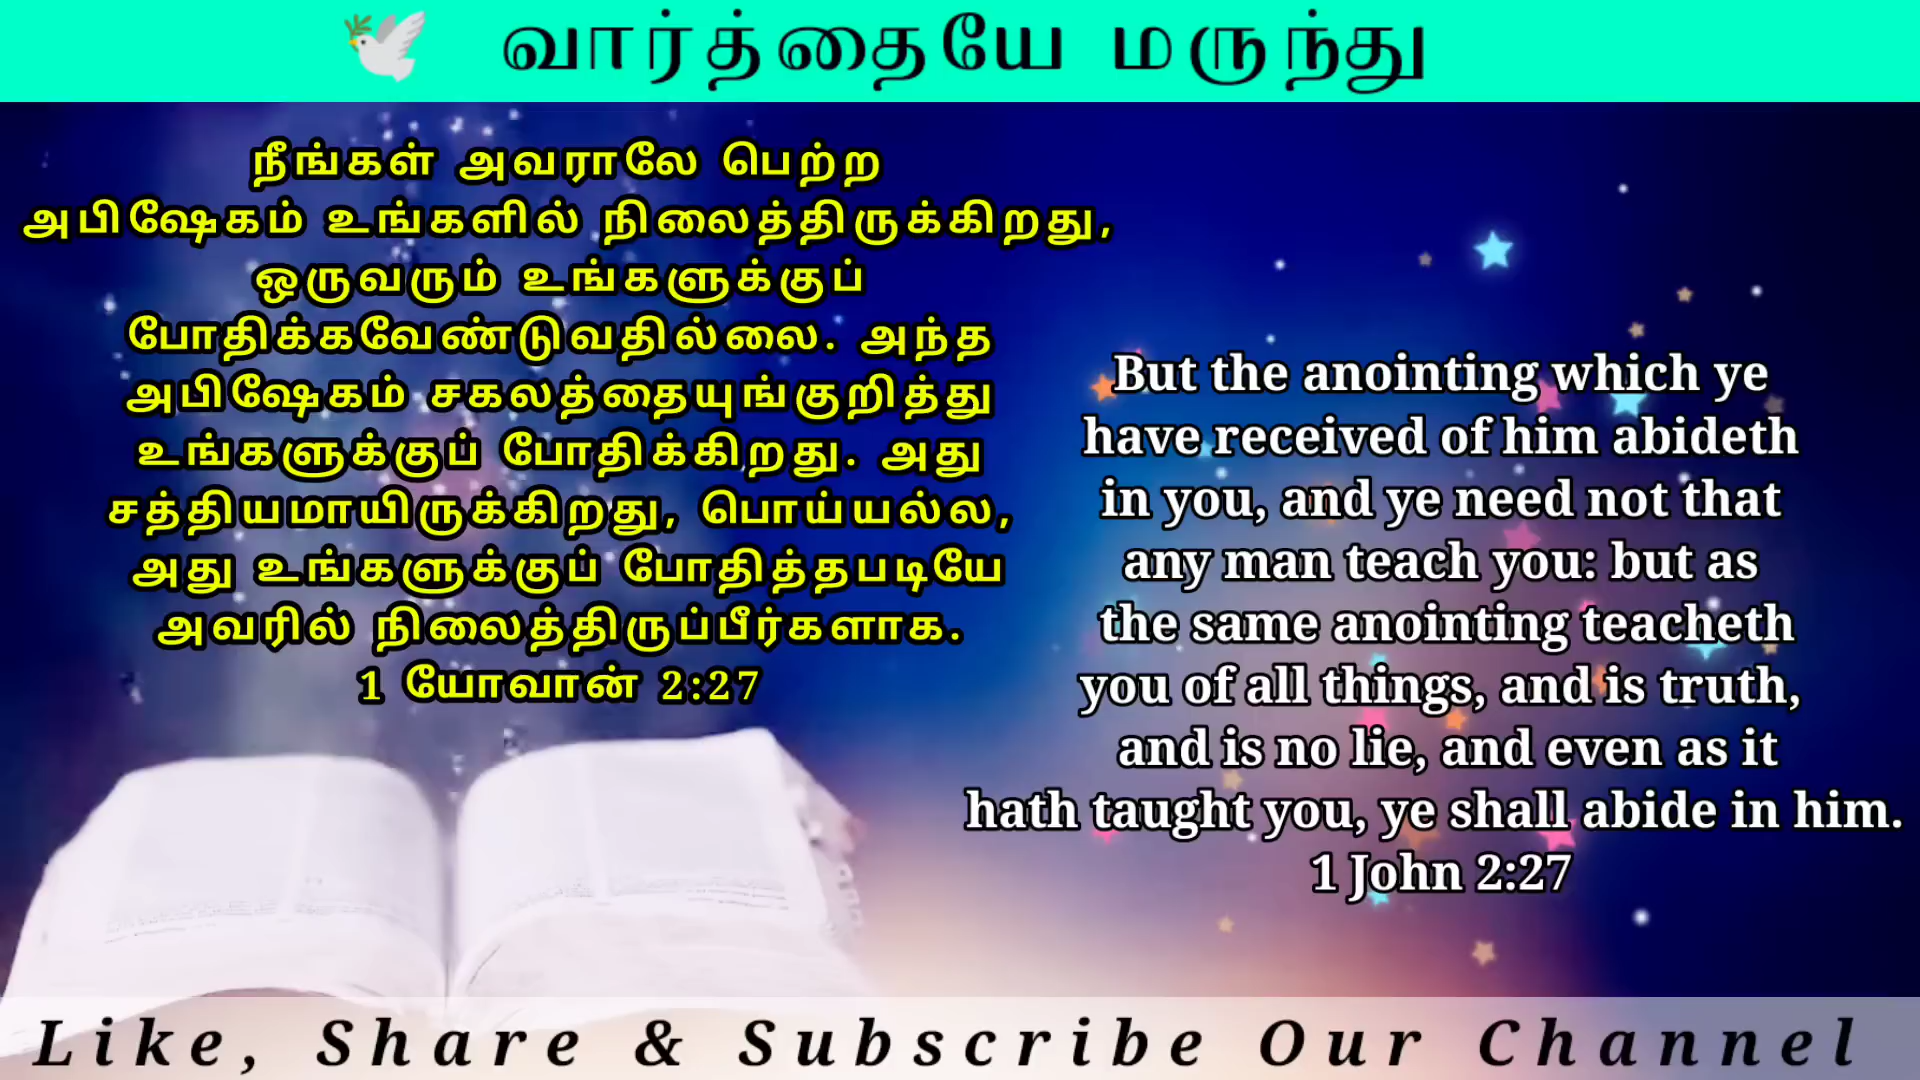 வார்த்தையே மருந்து
நீங்கள் அவராலே பெற்ற
அபிஷேகம் உங்களில் நிலைத்திருக்கிறது,
ஒருவரும் உங்களுக்குப்
போதிக்கவேண்டுவதில்லை. அந்த
அபிஷேகம் சகலத்தையுங்குறித்து
உங்களுக்குப் போதிக்கிறது. அது
சத்தியமாயிருக்கிறது, பொய்யல்ல,
அது உங்களுக்குப் போதித்தபடியே
அவரில் நிலைத்திருப்பீர்களாக.
1 யோவான் 2:27
But the anointing which ye
have received of him abideth
in you, and ye need not that
any man teach you: but as
the same anointing teacheth
you of all things, and is truth,
and is no lie, and even as it
hath taught you, ye shall abide in him.
1 John 2:27
Like, Share & Subscribe Our Channel